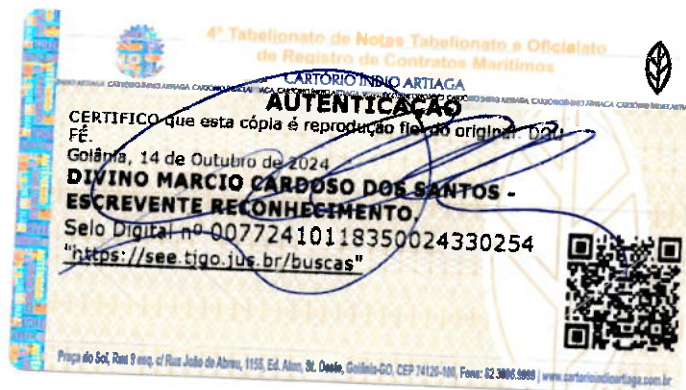 4º Tabelionato de Notas Tabelionato e Oficialato
de Registro de Contratos Marítimos
CARTÓRIO INDIO ARTIAGA
AUTENTICAÇÃO
CERTIFICO que esta cópia é reprodução fiel do original. DOU
FÉ.
Goiânia, 14 de Outubro de 2024
DIVINO MARCIO CARDOSO DOS SANTOS -
ESCREVENTE RECONHECIMENTO.
Selo Digital nº 00772410118350024330254
"https://see.tjgo.jus.br/buscas"
Praça do Sol, Rua 9 esq. c/ Rua João de Abreu, 1155, Ed. Aton, St. Oeste, Goiânia-GO, CEP 74120-100, Fone: 62 3096.9999 | www.cartorioindioartiaga.com.br